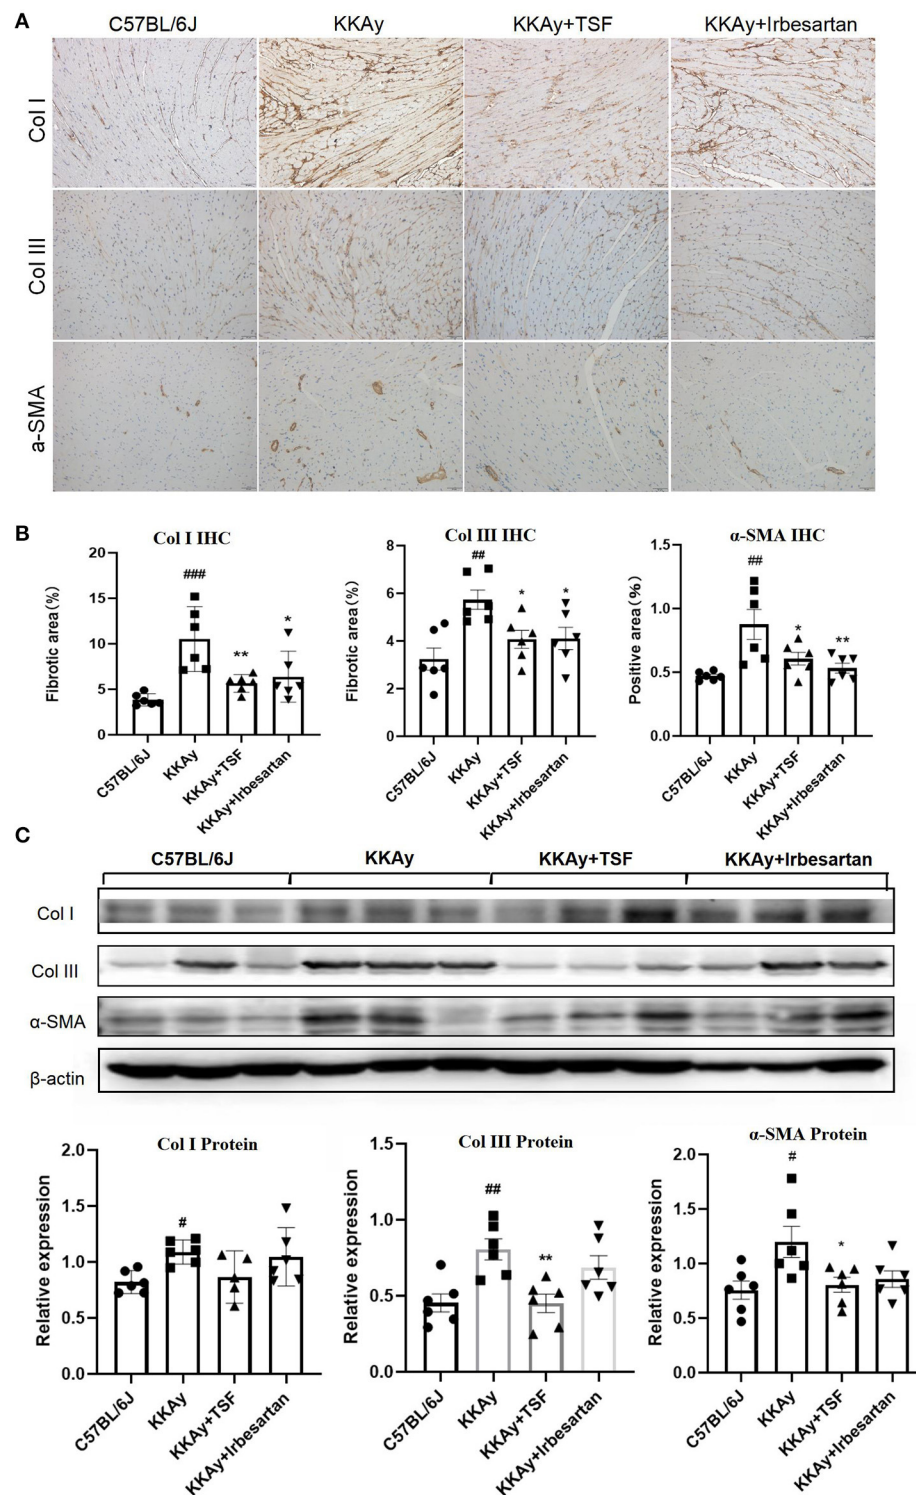 A
C57BL/6J KKAy KKAy+TSF KKAy+Irbesartan
Col I
Col III
a-SMA
B
Col I IHC
Fibrotic area(%)
20
15
10
5
0
###
**
*
C57BL/6J
KKAy
KKAy+TSF
KKAy+Irbesartan
Col III IHC
Fibrotic area(%)
8
6
4
2
0
##
*
*
C57BL/6J
KKAy
KKAy+TSF
KKAy+Irbesartan
α-SMA IHC
Positive area(%)
1.5
1.0
0.5
0.0
##
*
**
C57BL/6J
KKAy
KKAy+TSF
KKAy+Irbesartan
C
C57BL/6J KKAy KKAy+TSF KKAy+Irbesartan
Col I
Col III
α-SMA
β-actin
Col I Protein
Relative expression
2.0
1.5
1.0
0.5
0.0
#
C57BL/6J
KKAy
KKAy+TSF
KKAy+Irbesartan
Col III Protein
Relative expression
1.5
1.0
0.5
0.0
##
**
C57BL/6J
KKAy
KKAy+TSF
KKAy+Irbesartan
α-SMA Protein
Relative expression
2.0
1.5
1.0
0.5
0.0
#
*
C57BL/6J
KKAy
KKAy+TSF
KKAy+Irbesartan